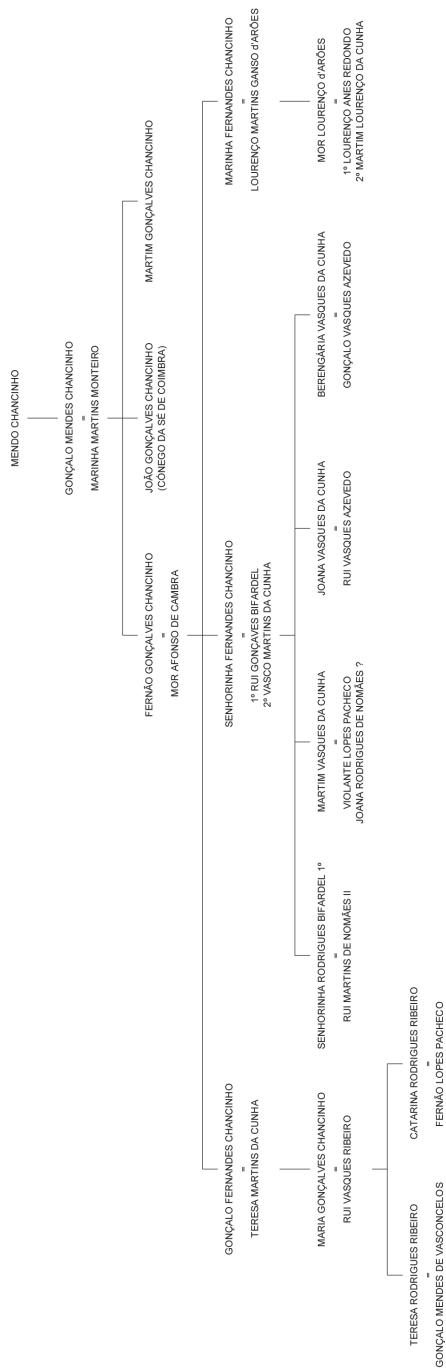 MENDO CHANCINHO
GONÇALO MENDES CHANCINHO
=
MARINHA MARTINS MONTEIRO
FERNÃO GONÇALVES CHANCINHO
=
MOR AFONSO DE CAMBRA
JOÃO GONÇALVES CHANCINHO
(CÓNEGO DA SÉ DE COIMBRA)
MARTIM GONÇALVES CHANCINHO
GONÇALO FERNANDES CHANCINHO
=
TERESA MARTINS DA CUNHA
SENHORINHA FERNANDES CHANCINHO
=
1º RUI GONÇAVES BIFARDEL
2º VASCO MARTINS DA CUNHA
MARINHA FERNANDES CHANCINHO
=
LOURENÇO MARTINS GANSO d'ARÕES
MARIA GONÇALVES CHANCINHO
=
RUI VASQUES RIBEIRO
SENHORINHA RODRIGUES BIFARDEL 1º
=
RUI MARTINS DE NOMÃES II
MARTIM VASQUES DA CUNHA
=
VIOLANTE LOPES PACHECO
JOANA RODRIGUES DE NOMÃES ?
JOANA VASQUES DA CUNHA
=
RUI VASQUES AZEVEDO
BERENGÁRIA VASQUES DA CUNHA
=
GONÇALO VASQUES AZEVEDO
MOR LOURENÇO d'ARÕES
=
1º LOURENÇO ANES REDONDO
2º MARTIM LOURENÇO DA CUNHA
TERESA RODRIGUES RIBEIRO
=
GONÇALO MENDES DE VASCONCELOS
CATARINA RODRIGUES RIBEIRO
=
FERNÃO LOPES PACHECO